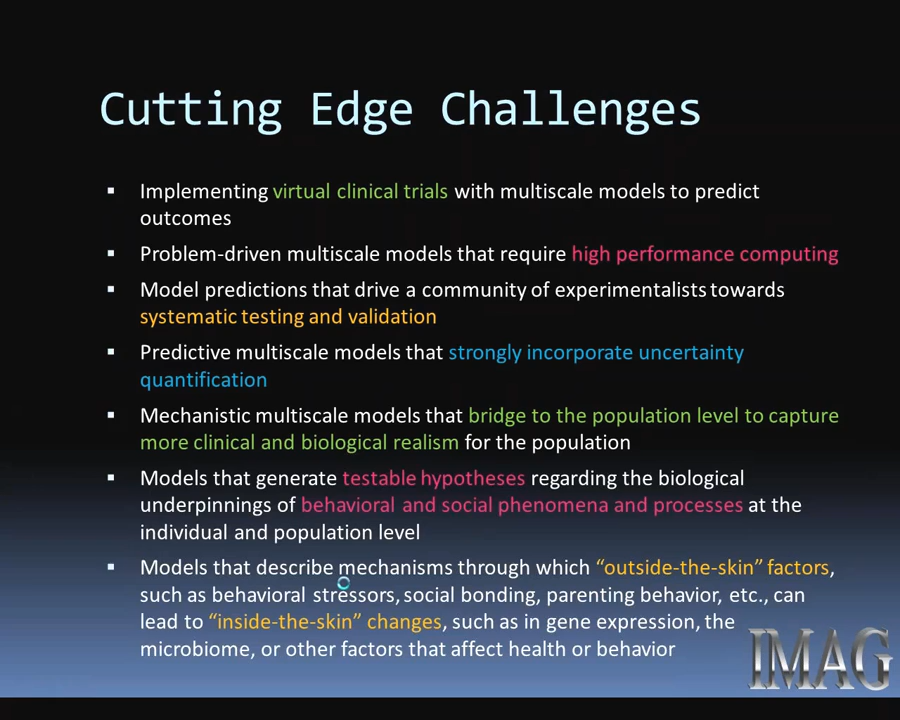 Cutting Edge Challenges
▪ Implementing virtual clinical trials with multiscale models to predict
outcomes
▪ Problem-driven multiscale models that require high performance computing
▪ Model predictions that drive a community of experimentalists towards
systematic testing and validation
▪ Predictive multiscale models that strongly incorporate uncertainty
quantification
▪ Mechanistic multiscale models that bridge to the population level to capture
more clinical and biological realism for the population
▪ Models that generate testable hypotheses regarding the biological
underpinnings of behavioral and social phenomena and processes at the
individual and population level
▪ Models that describe mechanisms through which “outside-the-skin” factors,
such as behavioral stressors, social bonding, parenting behavior, etc., can
lead to “inside-the-skin” changes, such as in gene expression, the
microbiome, or other factors that affect health or behavior
IMAG